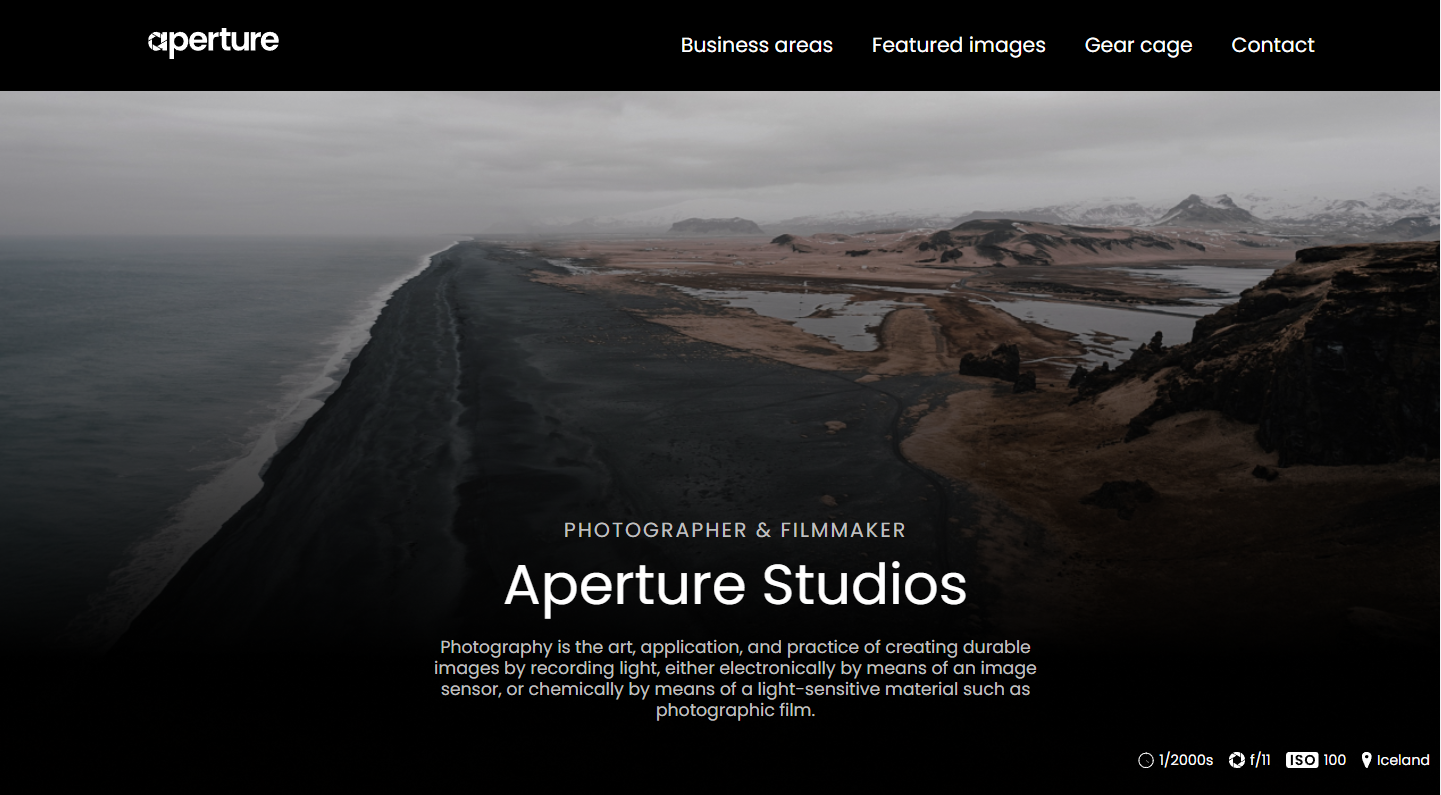 aperture
Business areas Featured images Gear cage Contact
PHOTOGRAPHER & FILMMAKER
Aperture Studios
Photography is the art, application, and practice of creating durable
images by recording light, either electronically by means of an image
sensor, or chemically by means of a light-sensitive material such as
photographic film.
1/2000s f/11 ISO 100 Iceland